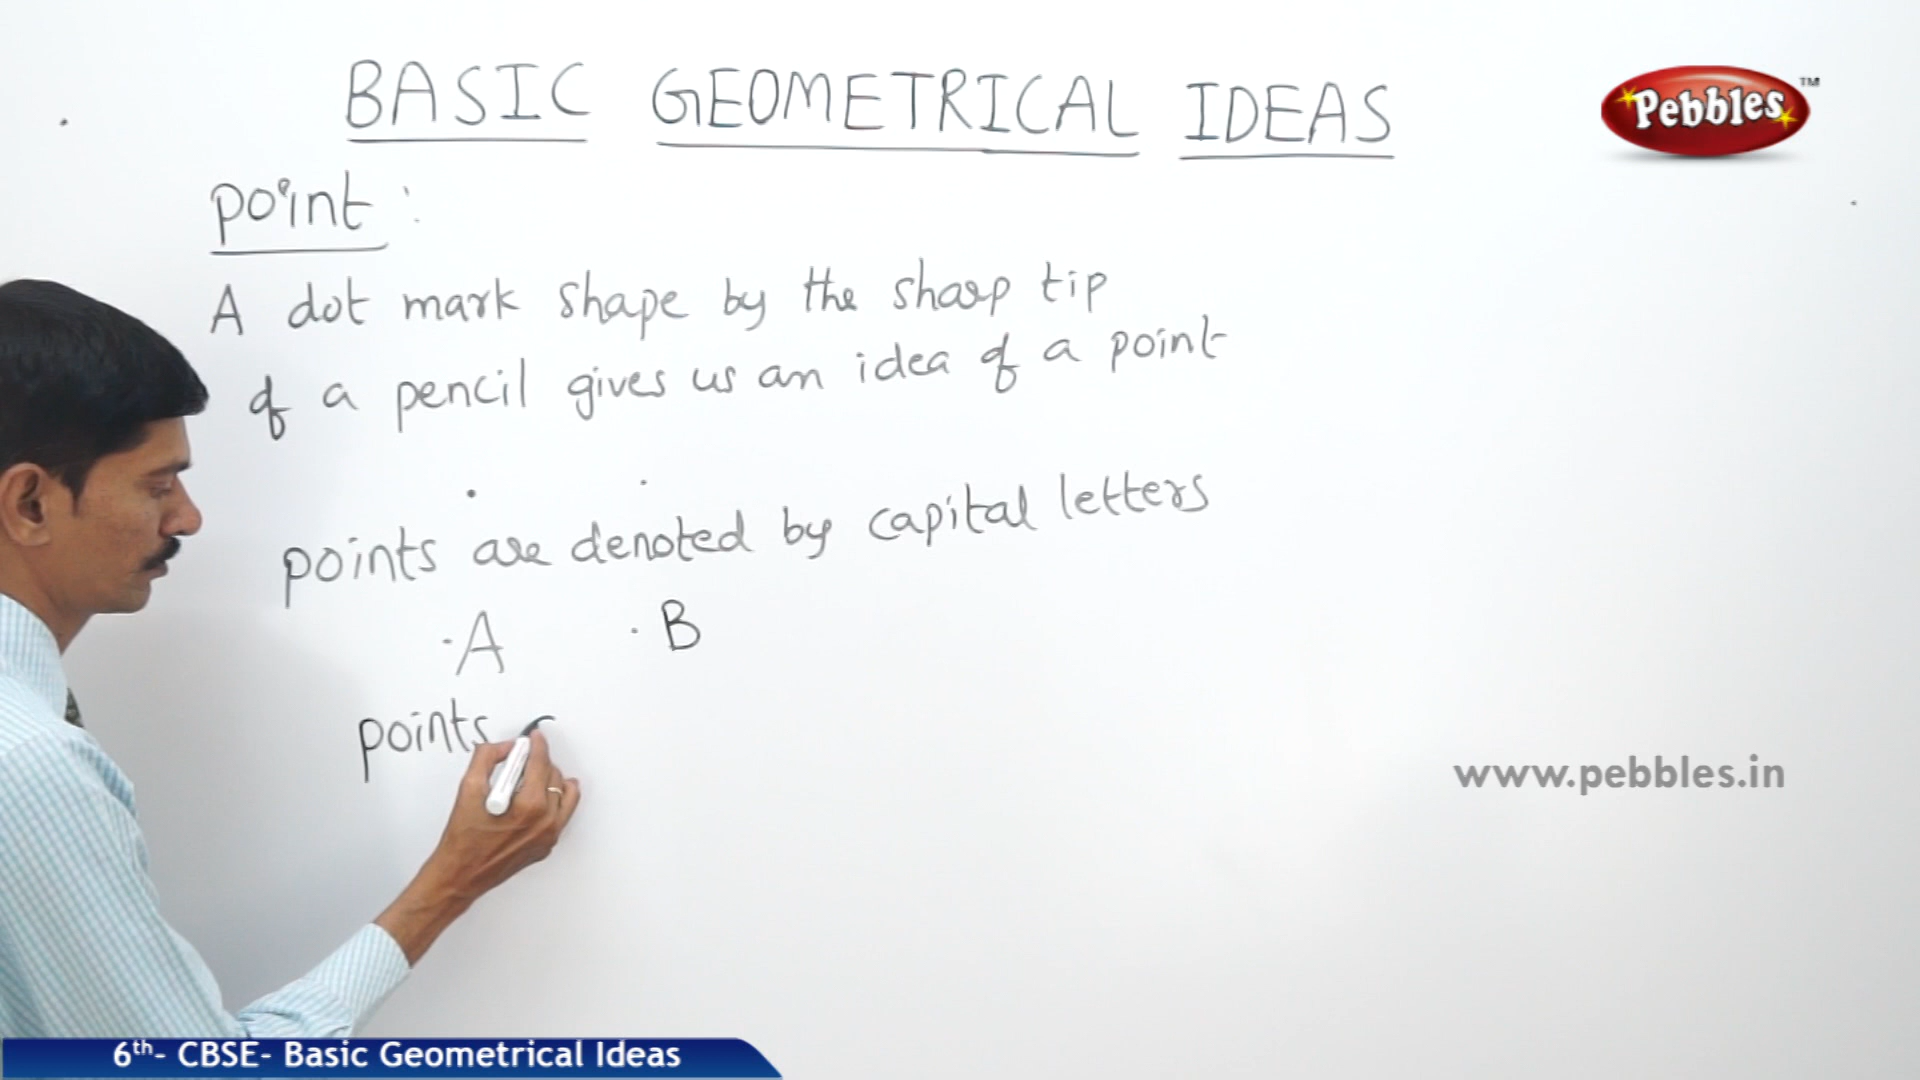 BASIC GEOMETRICAL IDEAS
Pebbles™
point :
A dot mark shape by the sharp tip
of a pencil gives us an idea of a point
points are denoted by capital letters
.A .B
points
www.pebbles.in
6th- CBSE- Basic Geometrical Ideas